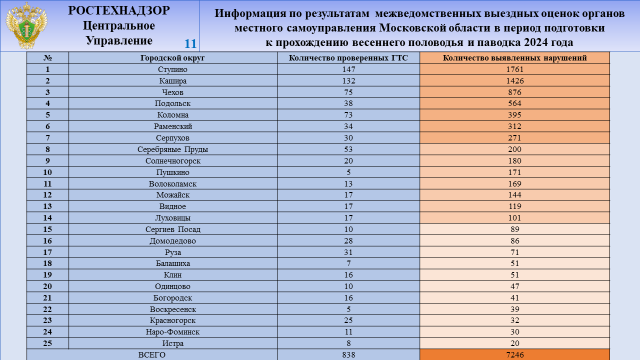 РОСТЕХНАДЗОР
Центральное
Управление
11
Информация по результатам межведомственных выездных оценок органов
местного самоуправления Московской области в период подготовки
к прохождению весеннего половодья и паводка 2024 года
№ Городской округ Количество проверенных ГТС Количество выявленных нарушений
1 Ступино 147 1761
2 Кашира 132 1426
3 Чехов 75 876
4 Подольск 38 564
5 Коломна 73 395
6 Раменский 34 312
7 Серпухов 30 271
8 Серебряные Пруды 53 200
9 Солнечногорск 20 180
10 Пушкино 5 171
11 Волоколамск 13 169
12 Можайск 17 144
13 Видное 17 119
14 Луховицы 17 101
15 Сергиев Посад 10 89
16 Домодедово 28 86
17 Руза 31 71
18 Балашиха 7 51
19 Клин 16 51
20 Одинцово 10 47
21 Богородск 16 41
22 Воскресенск 5 39
23 Красногорск 25 32
24 Наро-Фоминск 11 30
25 Истра 8 20
ВСЕГО 838 7246